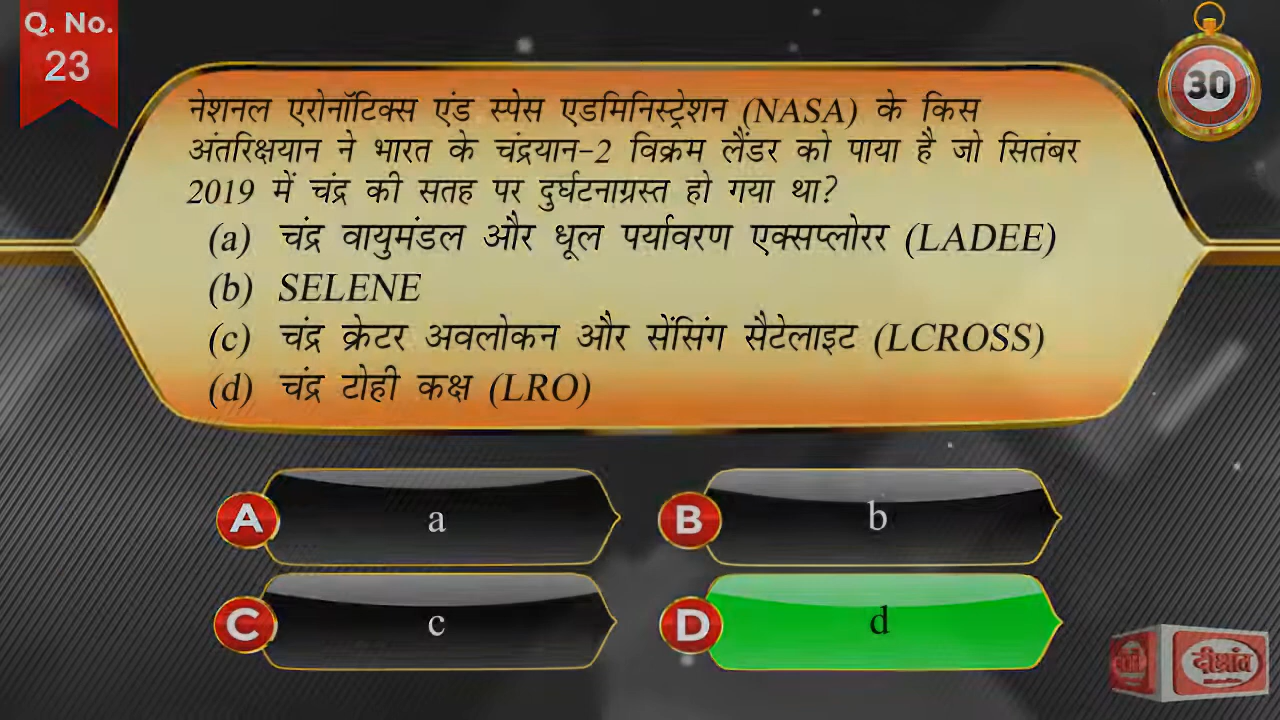 Q. No.
23
30
नेशनल एरोनॉटिक्स एंड स्पेस एडमिनिस्ट्रेशन (NASA) के किस
अंतरिक्षयान ने भारत के चंद्रयान-2 विक्रम लैंडर को पाया है जो सितंबर
2019 में चंद्र की सतह पर दुर्घटनाग्रस्त हो गया था?
(a) चंद्र वायुमंडल और धूल पर्यावरण एक्सप्लोरर (LADEE)
(b) SELENE
(c) चंद्र क्रेटर अवलोकन और सेंसिंग सैटेलाइट (LCROSS)
(d) चंद्र टोही कक्ष (LRO)
A a
B b
C c
D d